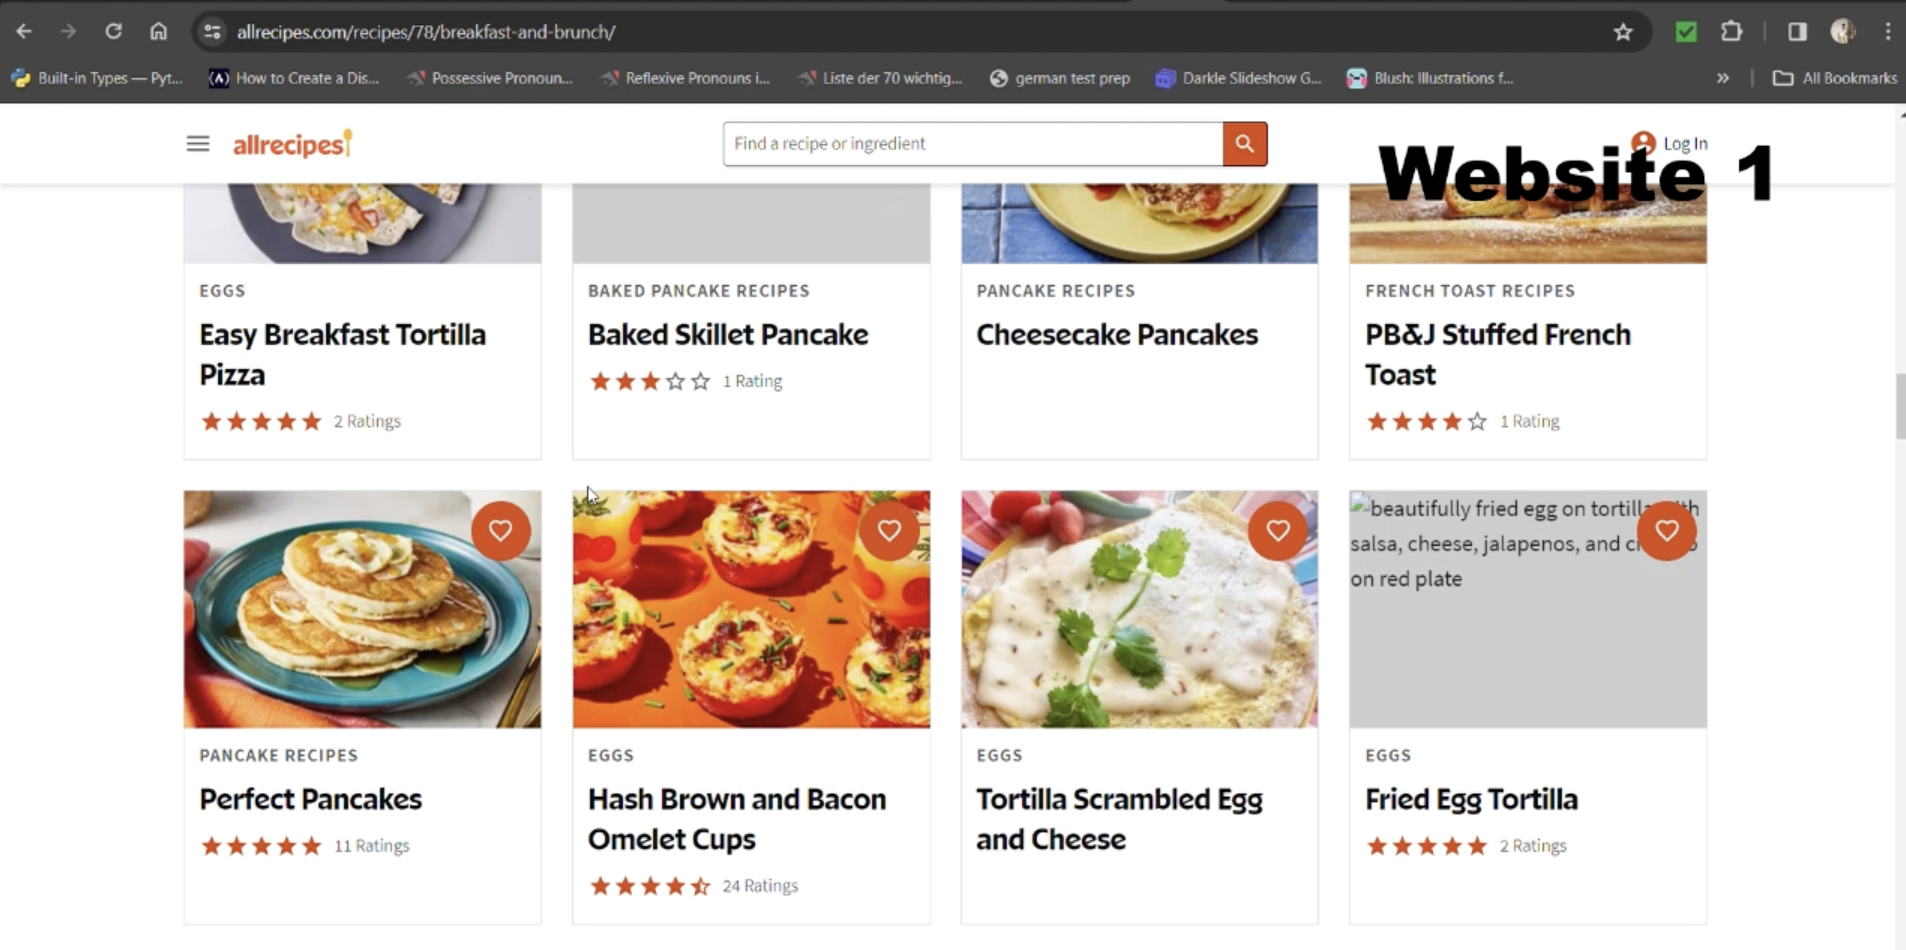 allrecipes.com/recipes/78/breakfast-and-brunch/
Built-in Types — Pyt...
How to Create a Dis...
Possessive Pronoun...
Reflexive Pronouns i...
Liste der 70 wichtig...
german test prep
Darkle Slideshow G...
Blush: Illustrations f...
»
All Bookmarks
allrecipes
Find a recipe or ingredient
Log In
Website 1
EGGS
Easy Breakfast Tortilla
Pizza
2 Ratings
BAKED PANCAKE RECIPES
Baked Skillet Pancake
1 Rating
PANCAKE RECIPES
Cheesecake Pancakes
FRENCH TOAST RECIPES
PB&J Stuffed French
Toast
1 Rating
PANCAKE RECIPES
Perfect Pancakes
11 Ratings
EGGS
Hash Brown and Bacon
Omelet Cups
24 Ratings
EGGS
Tortilla Scrambled Egg
and Cheese
beautifully fried egg on tortilla
salsa, cheese, jalapenos, and
on red plate
EGGS
Fried Egg Tortilla
2 Ratings